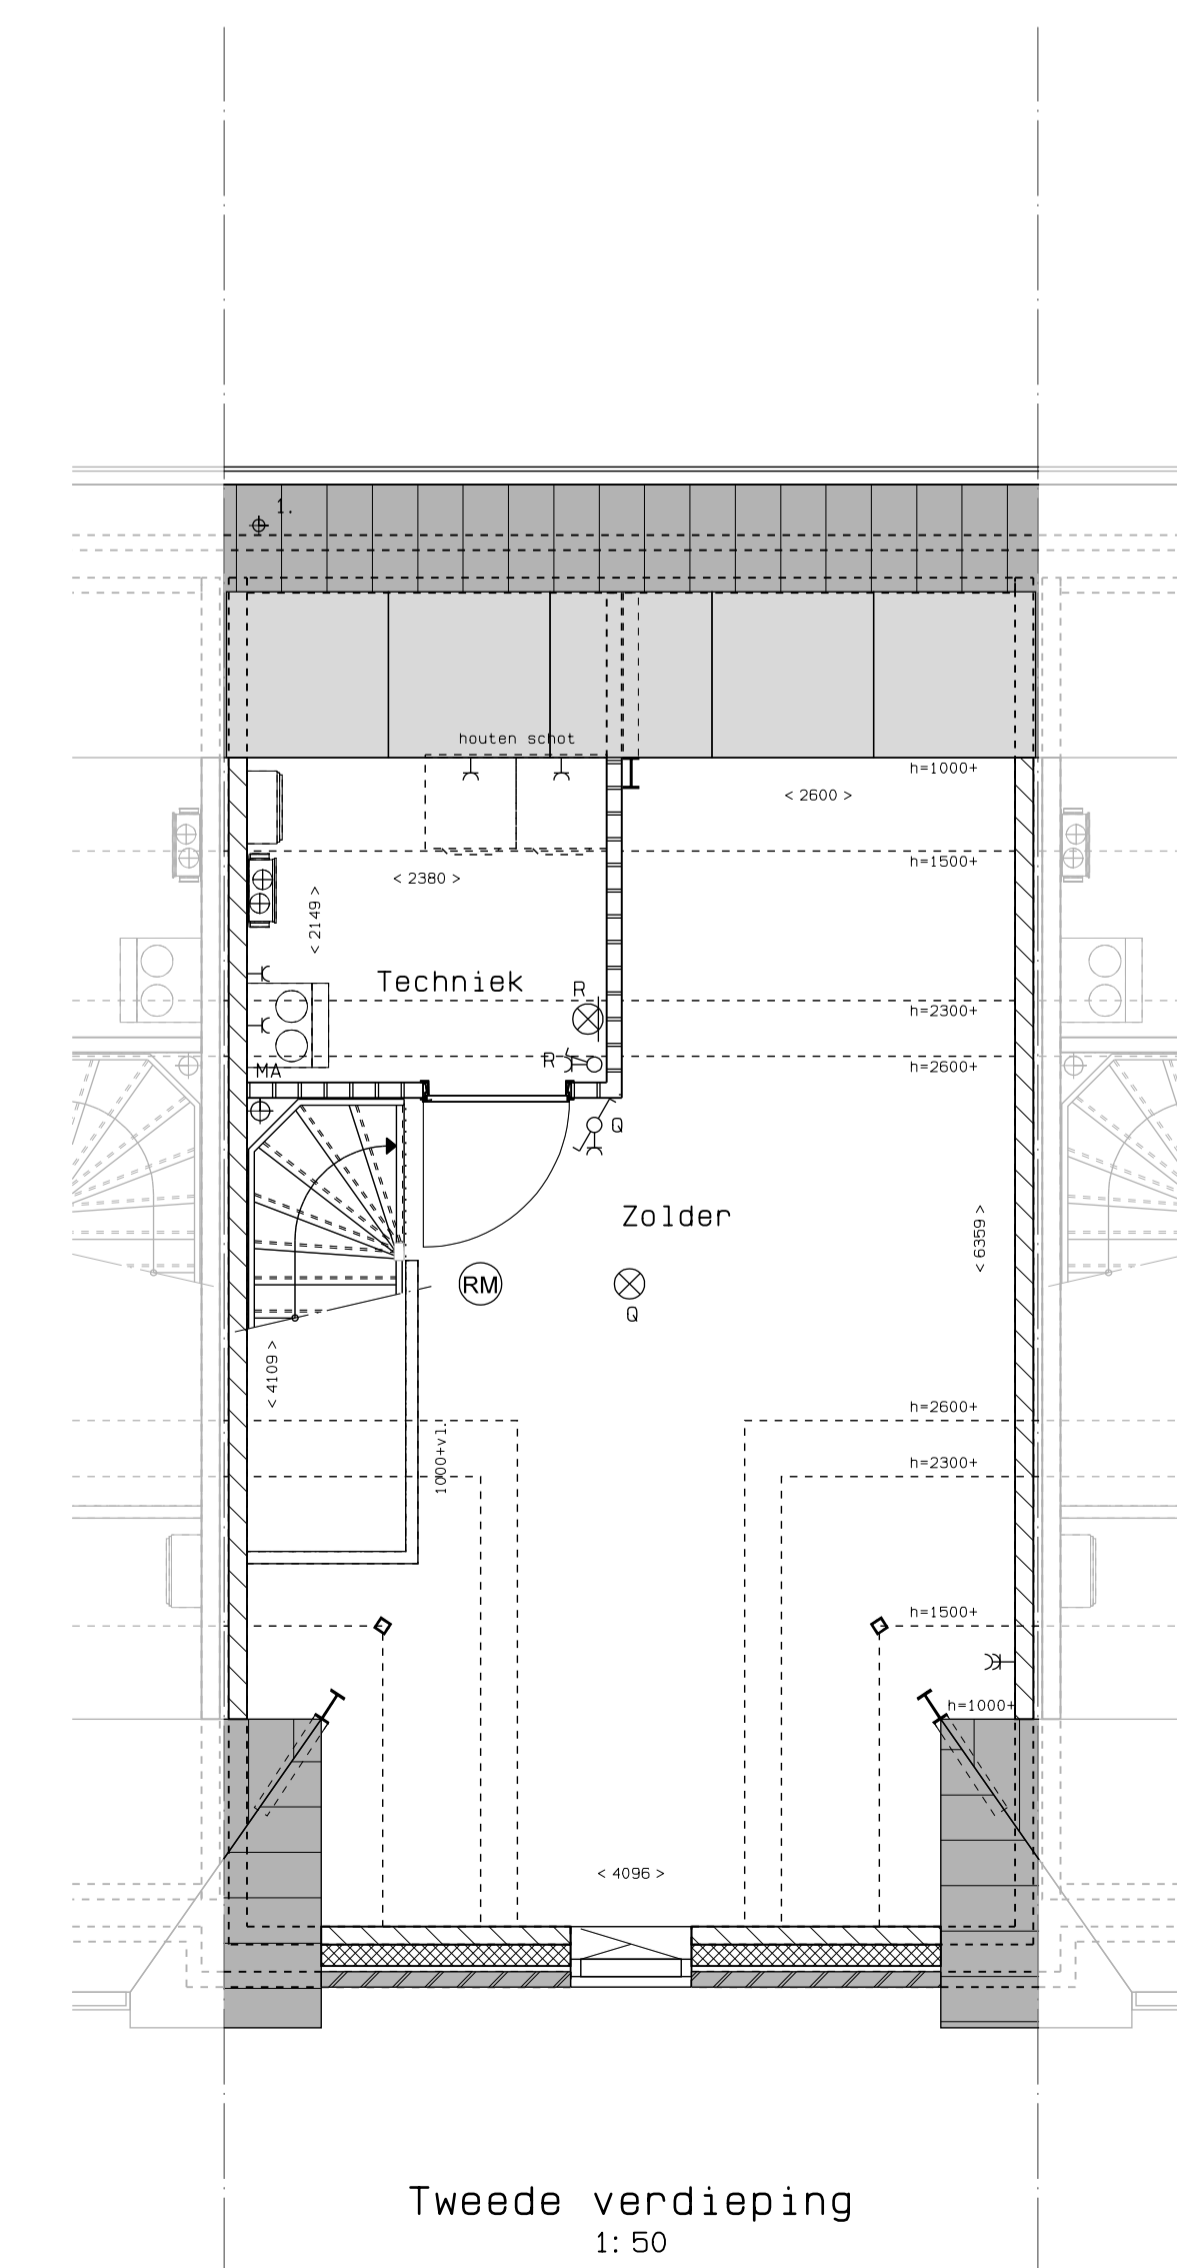 1.
houten schot
h=1000+
< 2600 >
h=1500+
< 2380 >
< 2149 >
Techniek
R
h=2300+
R
MA
h=2600+
Q
Zolder
< 6359 >
RM
Q
< 4109 >
h=2600+
1000+vl.
h=2300+
h=1500+
h=1000+
< 4096 >
Tweede verdieping
1: 50